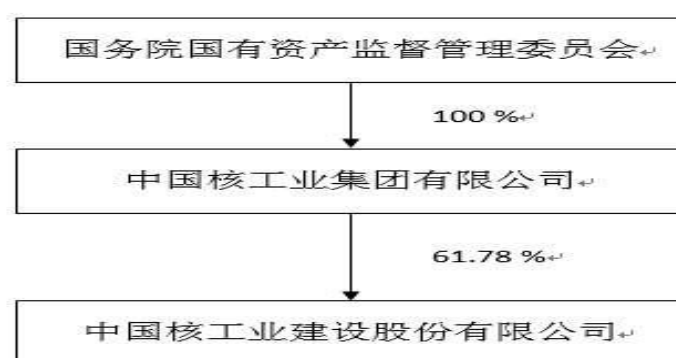 国务院国有资产监督管理委员会
100 %
中国核工业集团有限公司
61.78 %
中国核工业建设股份有限公司